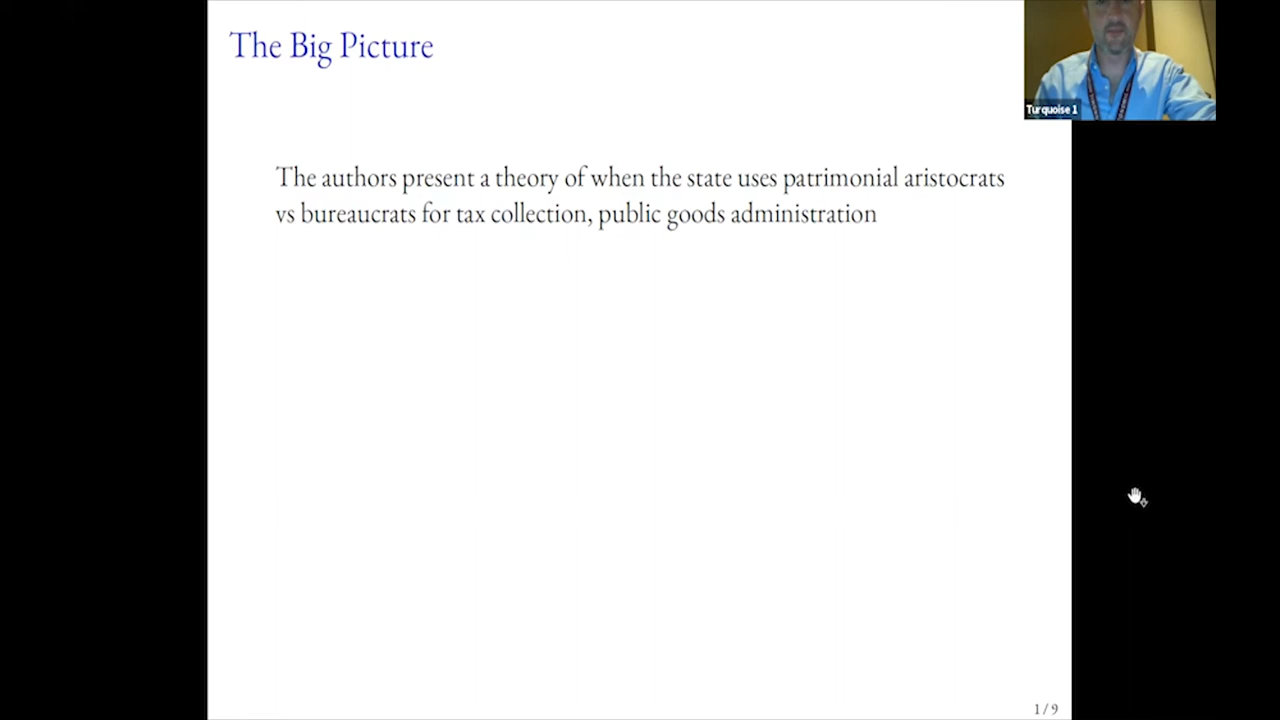 The Big Picture
Turquoise 1
The authors present a theory of when the state uses patrimonial aristocrats
vs bureaucrats for tax collection, public goods administration
1 / 9